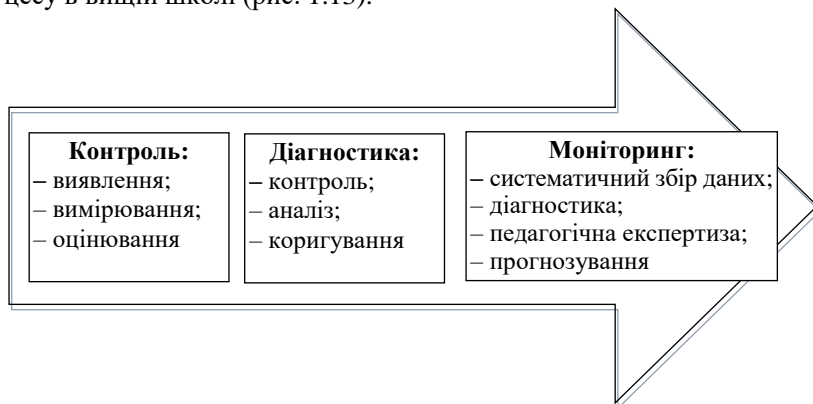 цесу в вищій школі (рис. 1.13).
Контроль:
– виявлення;
– вимірювання;
– оцінювання
Діагностика:
– контроль;
– аналіз;
– коригування
Моніторинг:
– систематичний збір даних;
– діагностика;
– педагогічна експертиза;
– прогнозування